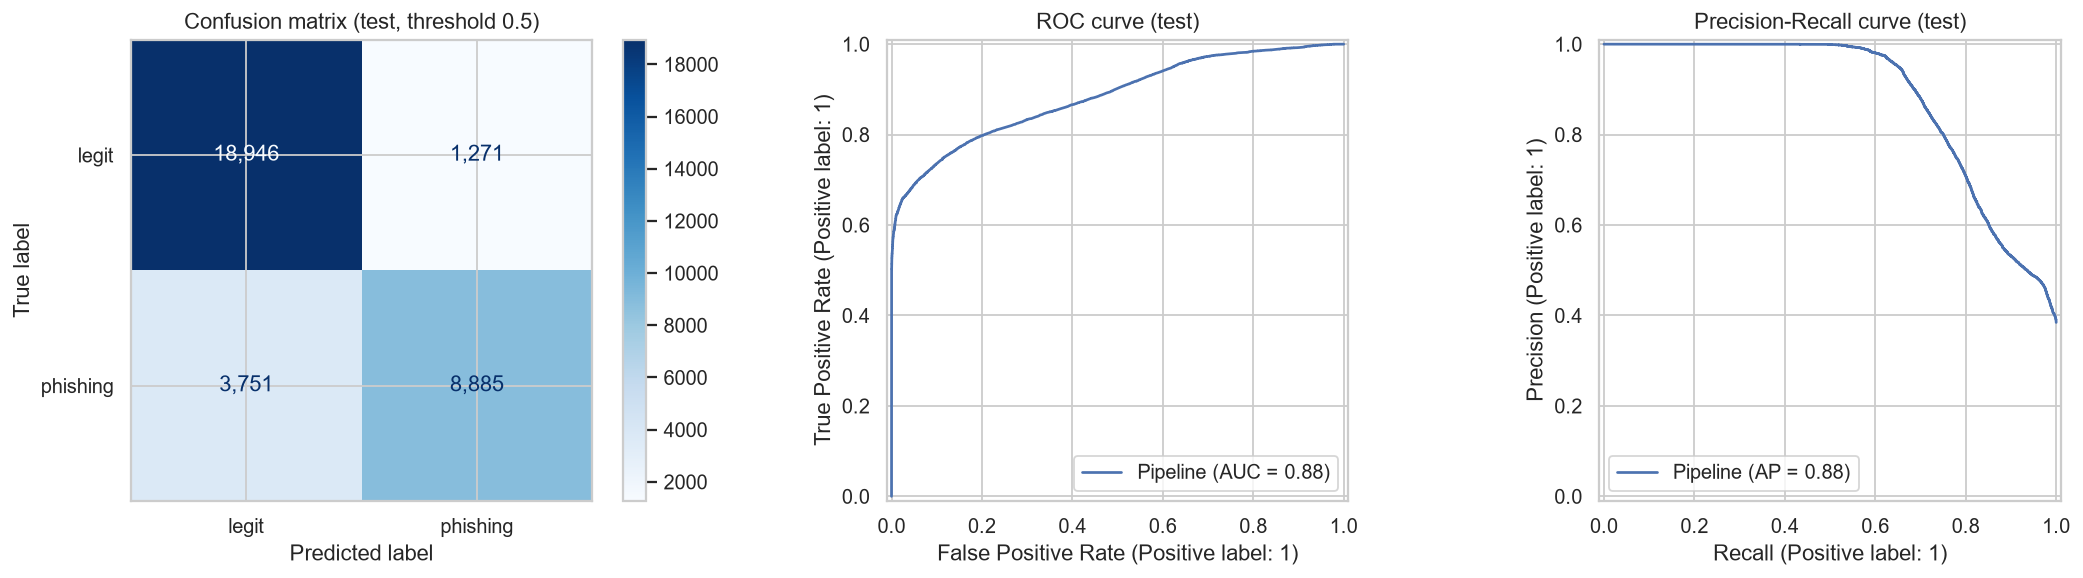 Confusion matrix (test, threshold 0.5)
True label
legit
phishing
18,946
1,271
3,751
8,885
legit
phishing
Predicted label
18000
16000
14000
12000
10000
8000
6000
4000
2000
ROC curve (test)
True Positive Rate (Positive label: 1)
1.0
0.8
0.6
0.4
0.2
0.0
Pipeline (AUC = 0.88)
0.0
0.2
0.4
0.6
0.8
1.0
False Positive Rate (Positive label: 1)
Precision-Recall curve (test)
Precision (Positive label: 1)
1.0
0.8
0.6
0.4
0.2
0.0
Pipeline (AP = 0.88)
0.0
0.2
0.4
0.6
0.8
1.0
Recall (Positive label: 1)